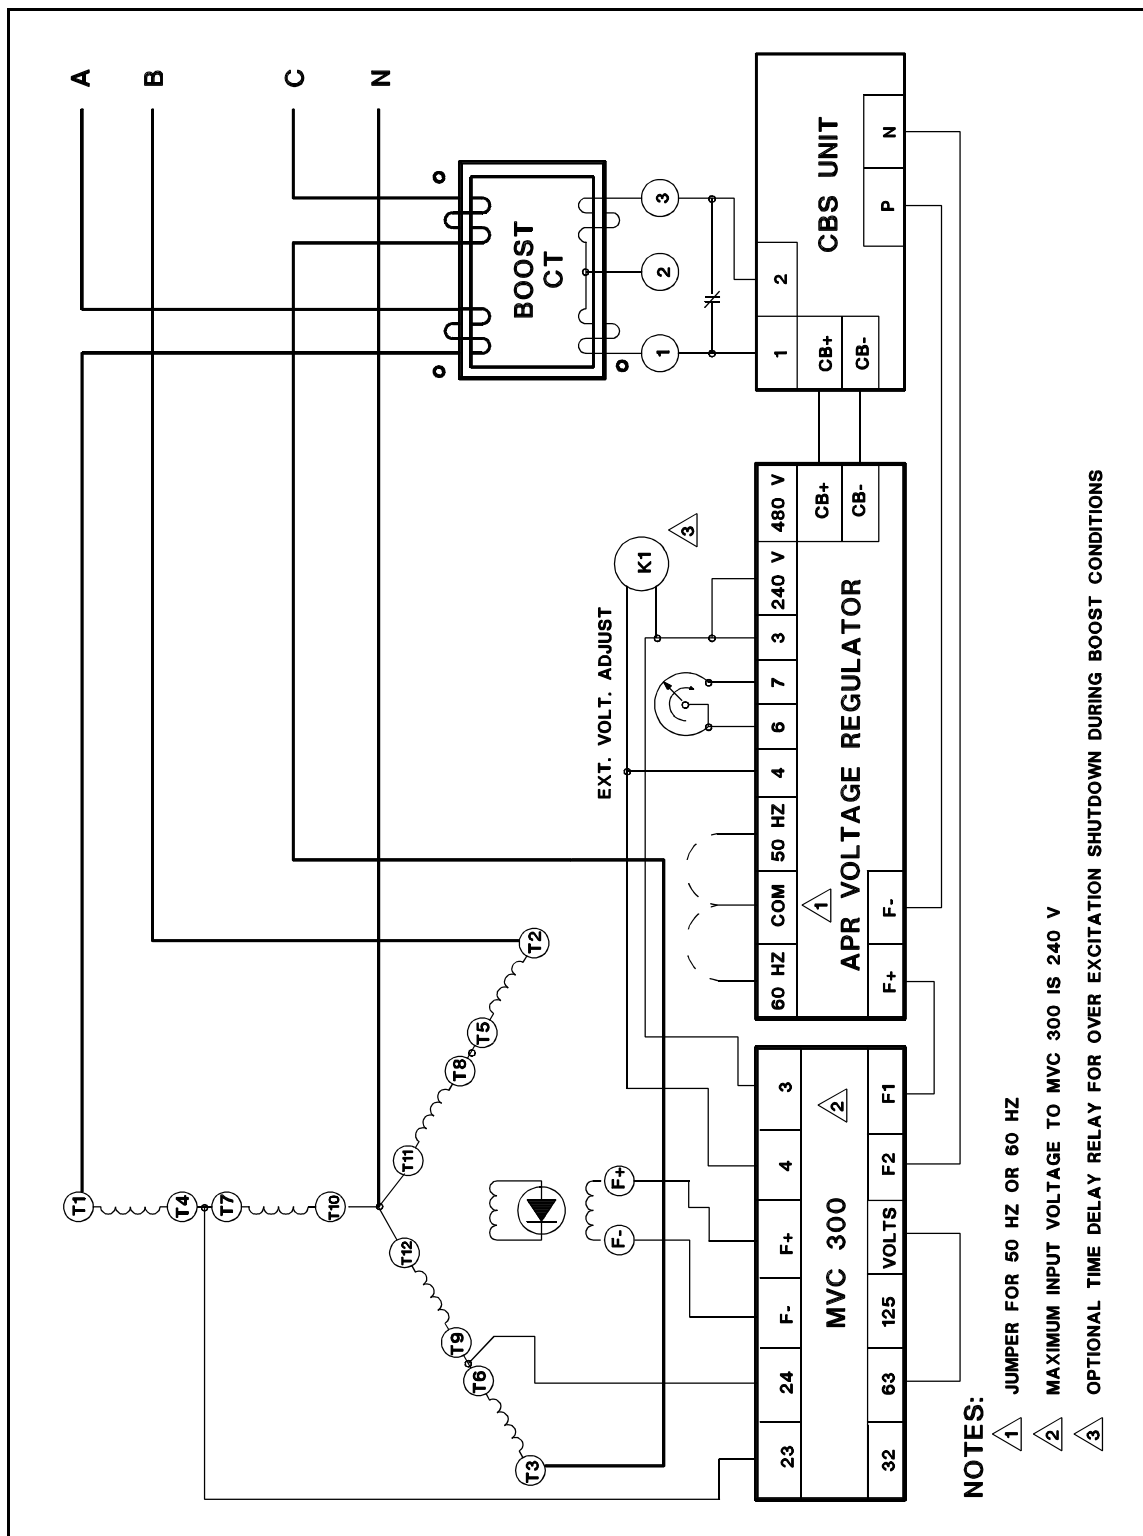 A
B
C
N
T1
T4
T7
T10
T12
T9
T6
T3
T11
T8
T5
T2
BOOST
CT
1
2
3
F-
F+
EXT. VOLT. ADJUST
K1
3
23
24
F-
F+
4
3
MVC 300
2
32
63
125
VOLTS
F2
F1
60 HZ
COM
50 HZ
4
6
7
3
240 V
480 V
1
CB+
CB-
APR VOLTAGE REGULATOR
F+
F-
1
2
CB+
CB-
CBS UNIT
P
N
NOTES:
1 JUMPER FOR 50 HZ OR 60 HZ
2 MAXIMUM INPUT VOLTAGE TO MVC 300 IS 240 V
3 OPTIONAL TIME DELAY RELAY FOR OVER EXCITATION SHUTDOWN DURING BOOST CONDITIONS